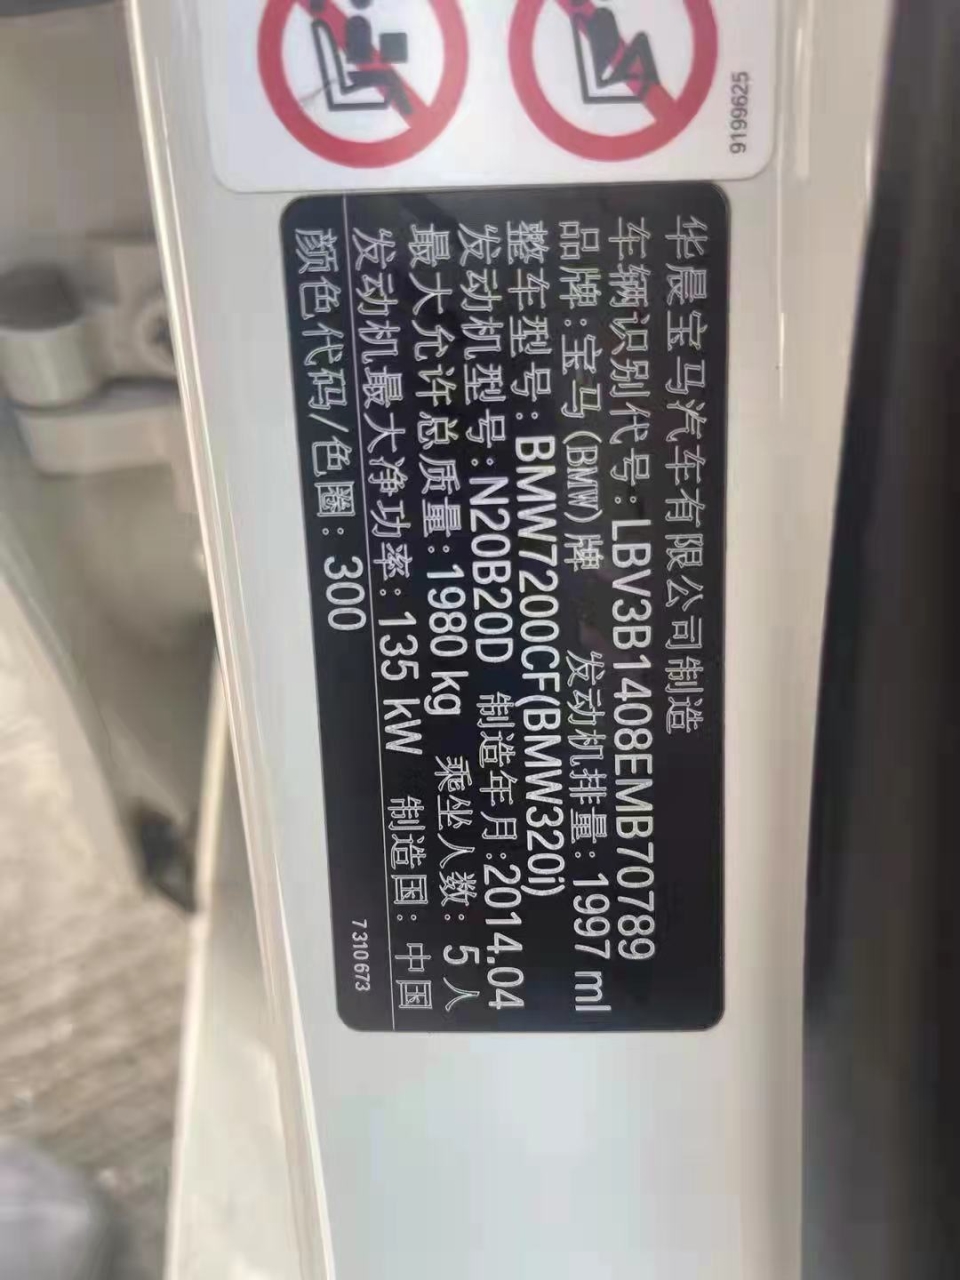 9199625
华晨宝马汽车有限公司制造
车辆识别代号:LBV3B1408EMB70789
品牌:宝马(BMW)牌 发动机排量:1997 ml
整车型号:BMW7200CF(BMW320i)
发动机型号:N20B20D 制造年月:2014.04
最大允许总质量:1980 kg 乘坐人数:5人
发动机最大净功率:135 kW 制造国:中国
颜色代码/色圈:300
7 310 673